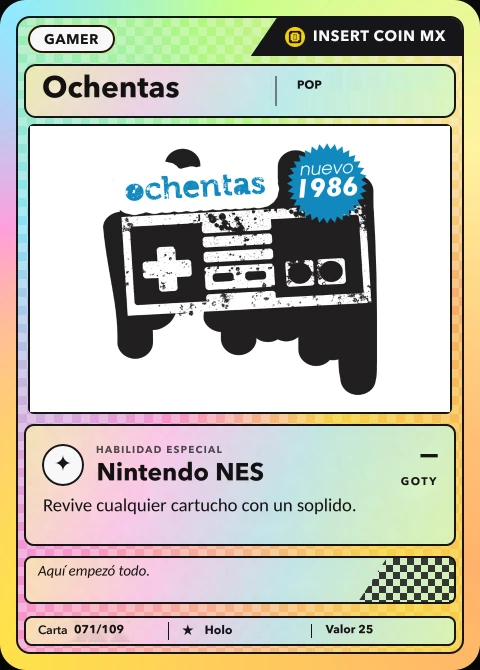 GAMER
INSERT COIN MX
Ochentas
POP
ochentas
nuevo
1986
HABILIDAD ESPECIAL
Nintendo NES
—
GOTY
Revive cualquier cartucho con un soplido.
Aquí empezó todo.
Carta 071/109 ★ Holo Valor 25